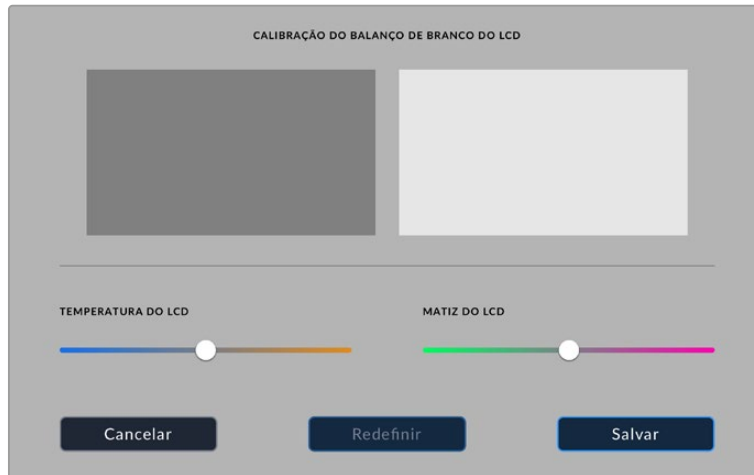 CALIBRAÇÃO DO BALANÇO DE BRANCO DO LCD
TEMPERATURA DO LCD
MATIZ DO LCD
Cancelar
Redefinir
Salvar